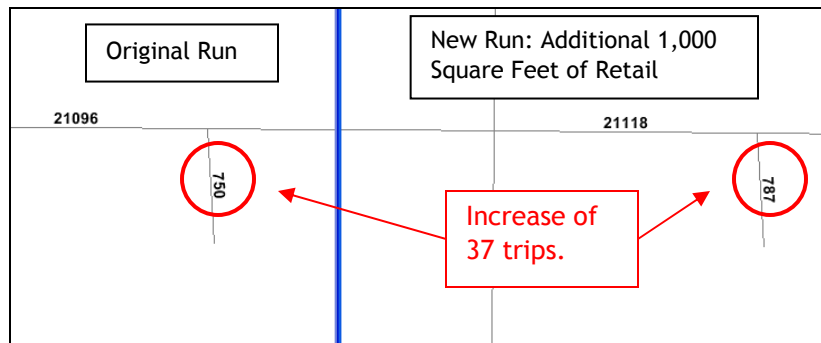 Original Run
New Run: Additional 1,000
Square Feet of Retail
21096
21118
750
787
Increase of
37 trips.